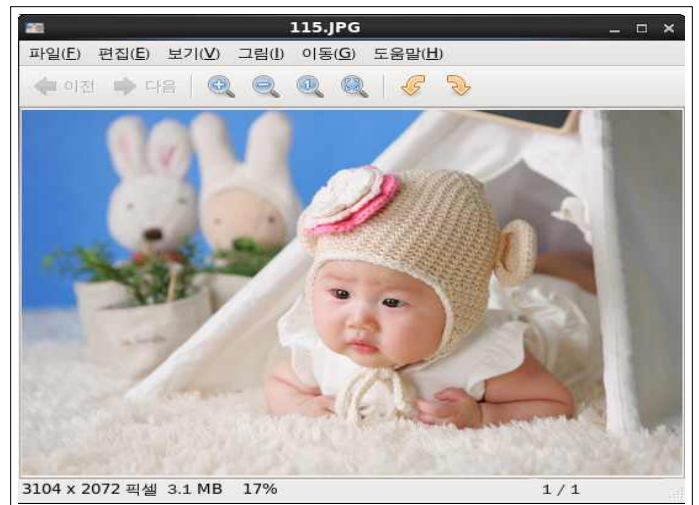 115.JPG
파일(F) 편집(E) 보기(V) 그림(I) 이동(G) 도움말(H)
이전 다음
3104 x 2072 픽셀 3.1 MB 17% 1 / 1